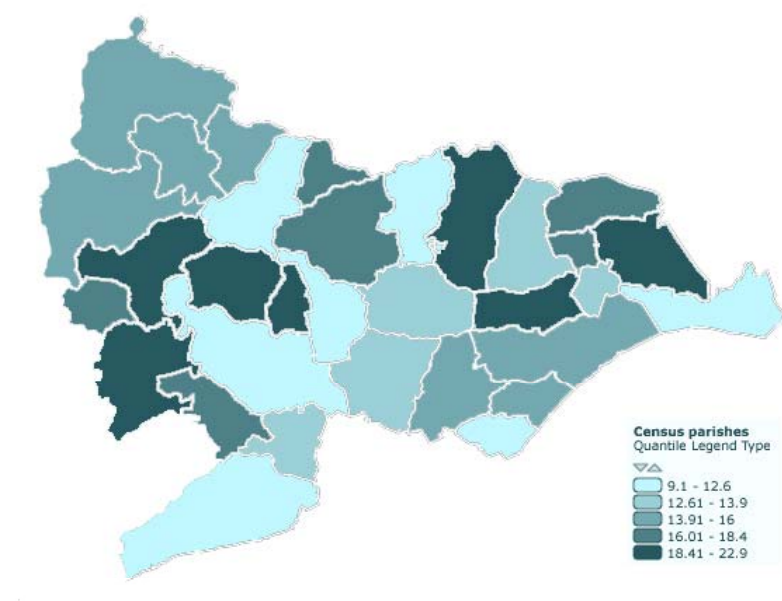 Census parishes
Quantile Legend Type
9.1 - 12.6
12.61 - 13.9
13.91 - 16
16.01 - 18.4
18.41 - 22.9